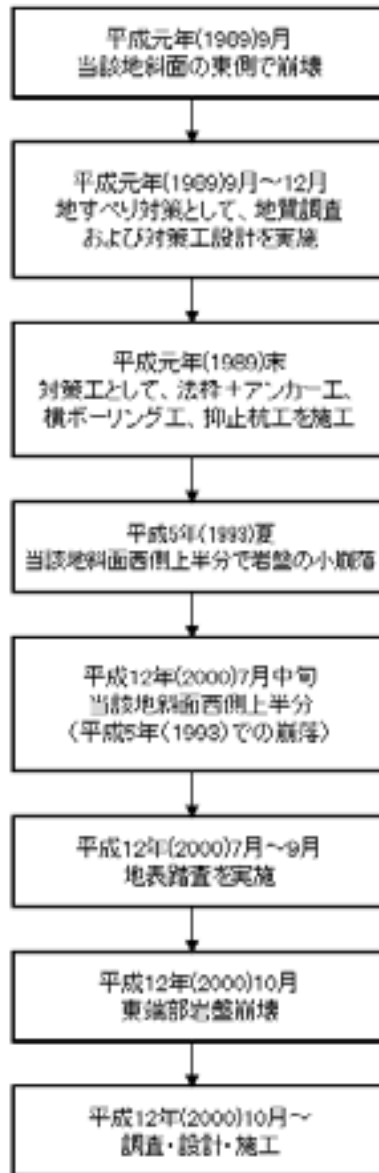 平成元年(1989)9月
当該地斜面の東側で崩壊
平成元年(1989)9月～12月
地すべり対策として、地質調査
および対策工設計を実施
平成元年(1989)末
対策工として、法枠＋アンカー工、
横ボーリング工、抑止杭工を施工
平成5年(1993)夏
当該地斜面西側上半分で岩盤の小崩落
平成12年(2000)7月中旬
当該地斜面西側上半分
〈平成5年(1993)での崩落〉
平成12年(2000)7月～9月
地表踏査を実施
平成12年(2000)10月
東端部岩盤崩壊
平成12年(2000)10月～
調査・設計・施工